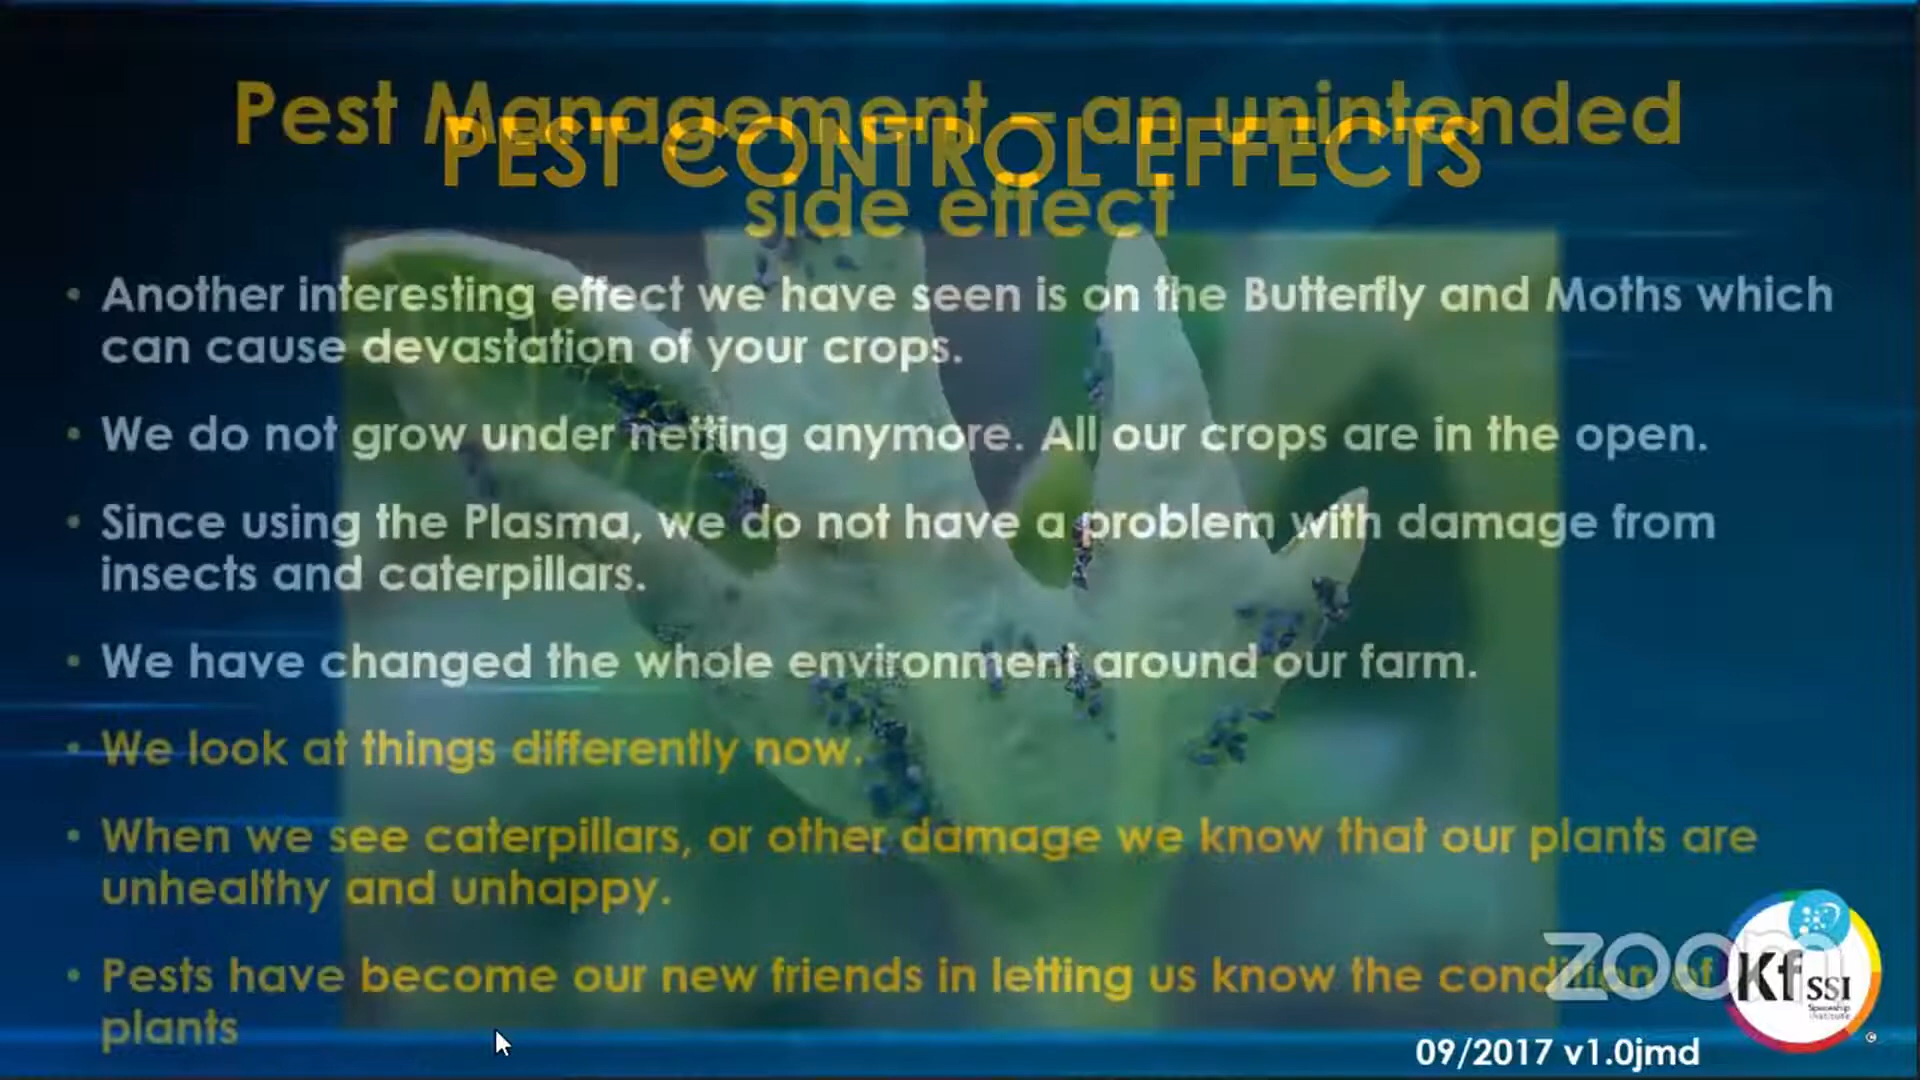 Pest Management – an unintended
PEST CONTROL EFFECTS
side effect
• Another interesting effect we have seen is on the Butterfly and Moths which
can cause devastation of your crops.
• We do not grow under netting anymore. All our crops are in the open.
• Since using the Plasma, we do not have a problem with damage from
insects and caterpillars.
• We have changed the whole environment around our farm.
• We look at things differently now.
• When we see caterpillars, or other damage we know that our plants are
unhealthy and unhappy.
• Pests have become our new friends in letting us know the condition of
plants
zoom
Kf SSI
Spaceship
Institute
©
09/2017 v1.0jmd